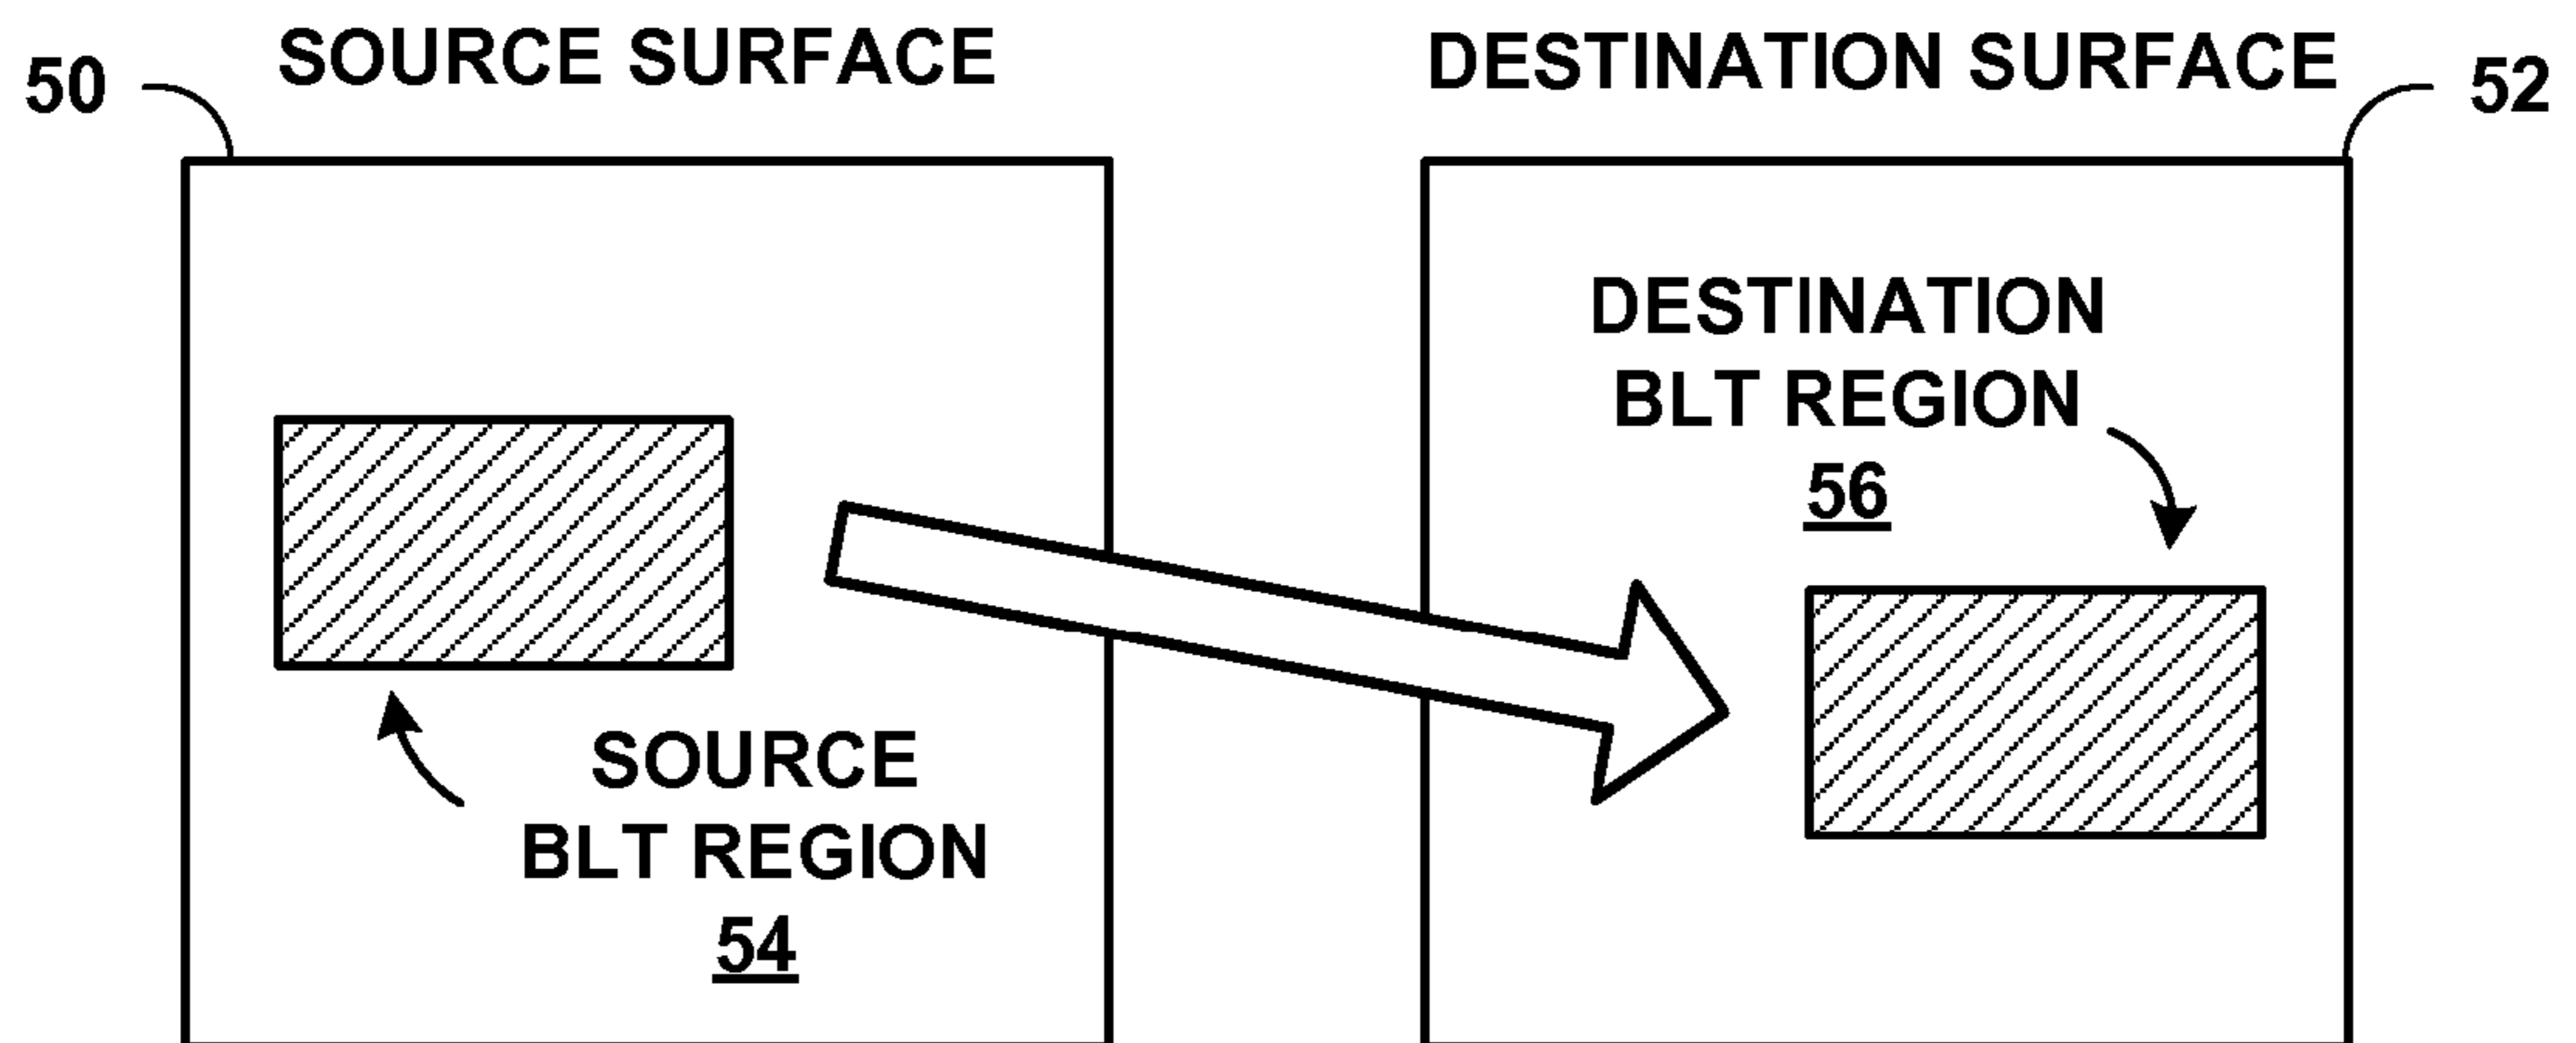 50
SOURCE SURFACE
DESTINATION SURFACE
52
DESTINATION
BLT REGION
56
SOURCE
BLT REGION
54